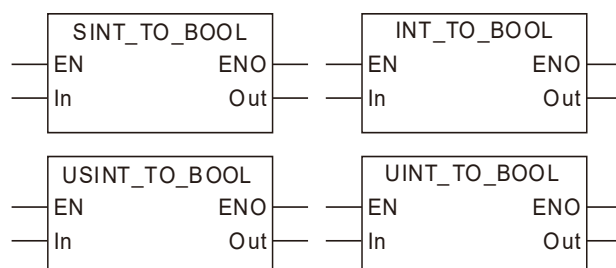 SINT_TO_BOOL
EN ENO
In Out
INT_TO_BOOL
EN ENO
In Out
USINT_TO_BOOL
EN ENO
In Out
UINT_TO_BOOL
EN ENO
In Out